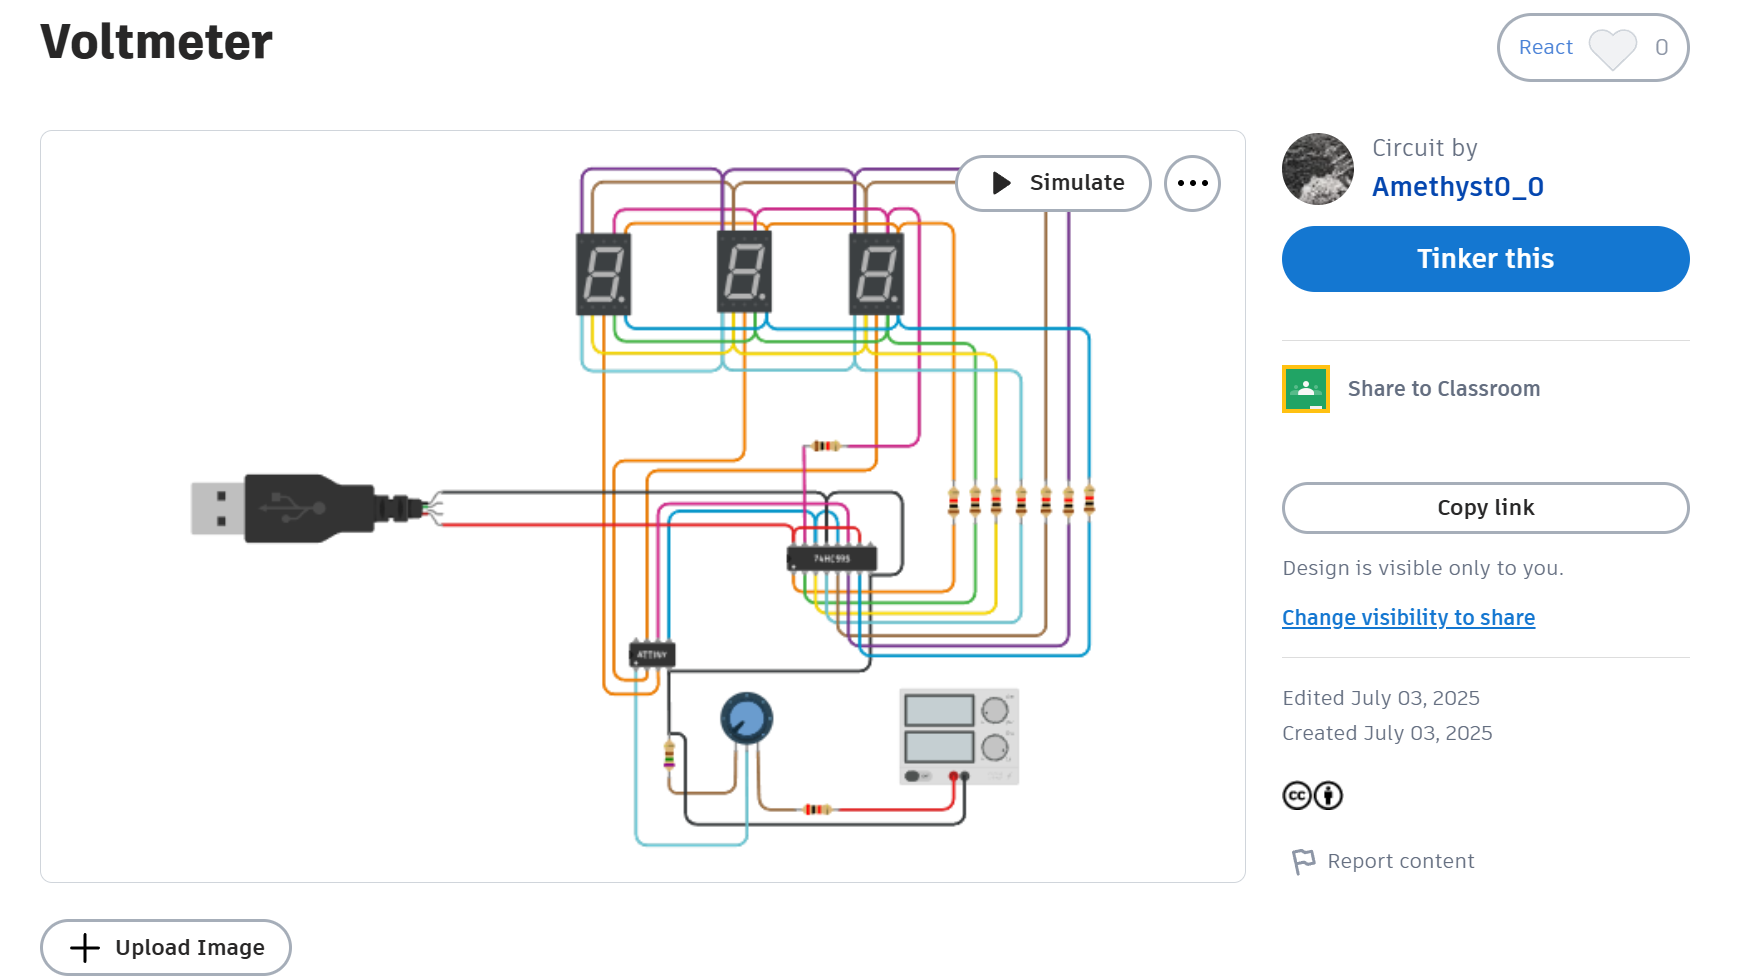 Voltmeter
React 0
Simulate
Circuit by
Amethyst0_0
Tinker this
Share to Classroom
74HC595
Copy link
Design is visible only to you.
Change visibility to share
ATTINY
Edited July 03, 2025
Created July 03, 2025
cc
Report content
Upload Image